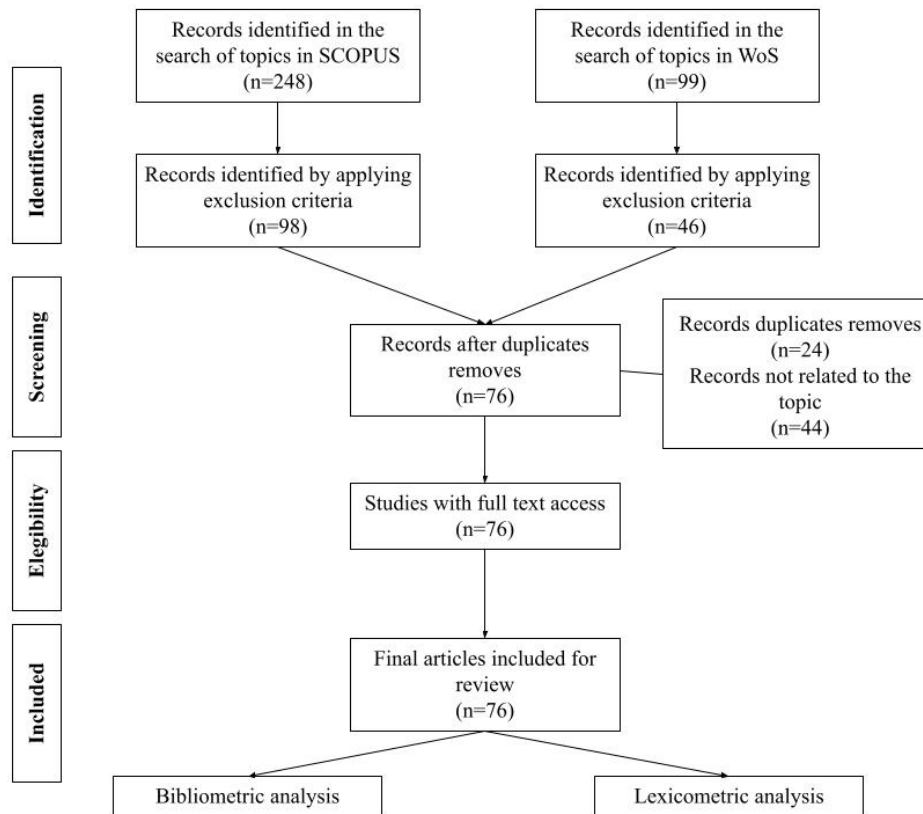 Records identified in the
search of topics in SCOPUS
(n=248)
Records identified in the
search of topics in WoS
(n=99)
Identification
Records identified by applying
exclusion criteria
(n=98)
Records identified by applying
exclusion criteria
(n=46)
Screening
Records after duplicates
removes
(n=76)
Records duplicates removes
(n=24)
Records not related to the
topic
(n=44)
Elegibility
Studies with full text access
(n=76)
Included
Final articles included for
review
(n=76)
Bibliometric analysis
Lexicometric analysis